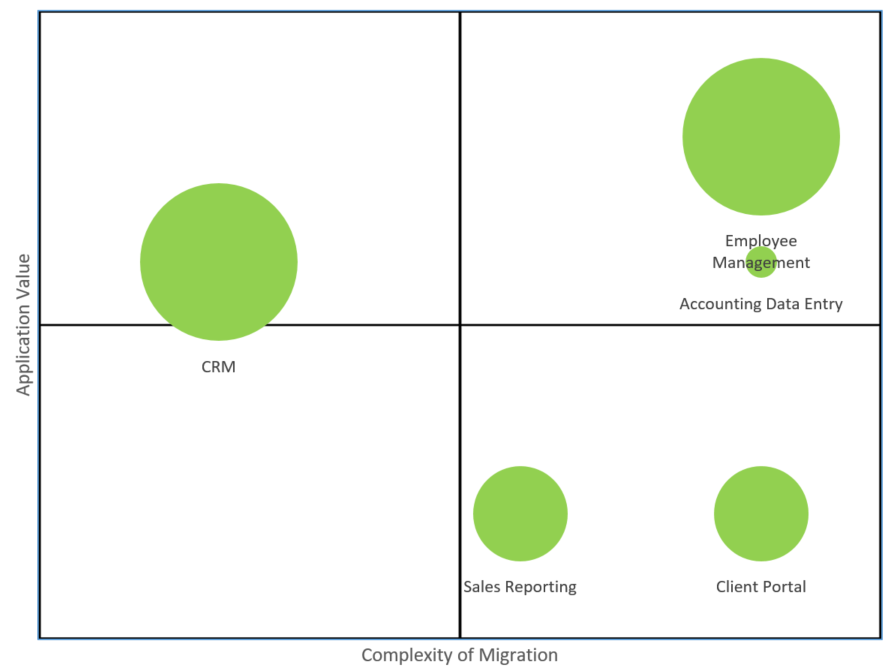 Application Value
Employee
Management
Accounting Data Entry
CRM
Sales Reporting
Client Portal
Complexity of Migration